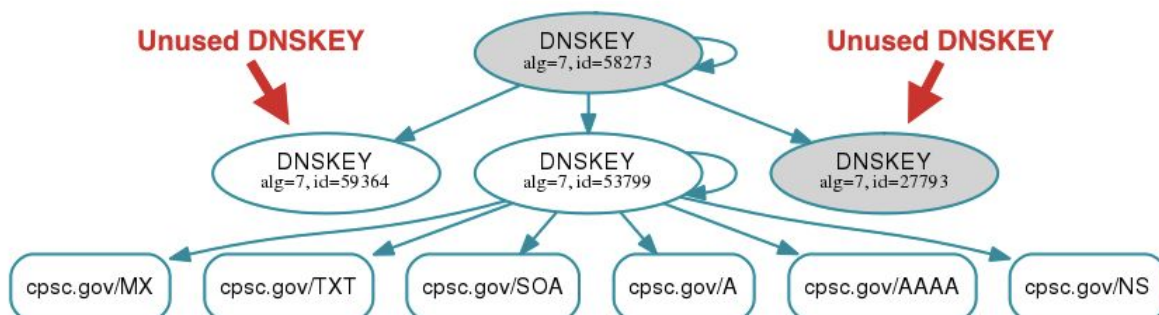 Unused DNSKEY
DNSKEY
alg=7, id=58273
Unused DNSKEY
DNSKEY
alg=7, id=59364
DNSKEY
alg=7, id=53799
DNSKEY
alg=7, id=27793
cpsc.gov/MX
cpsc.gov/TXT
cpsc.gov/SOA
cpsc.gov/A
cpsc.gov/AAAA
cpsc.gov/NS